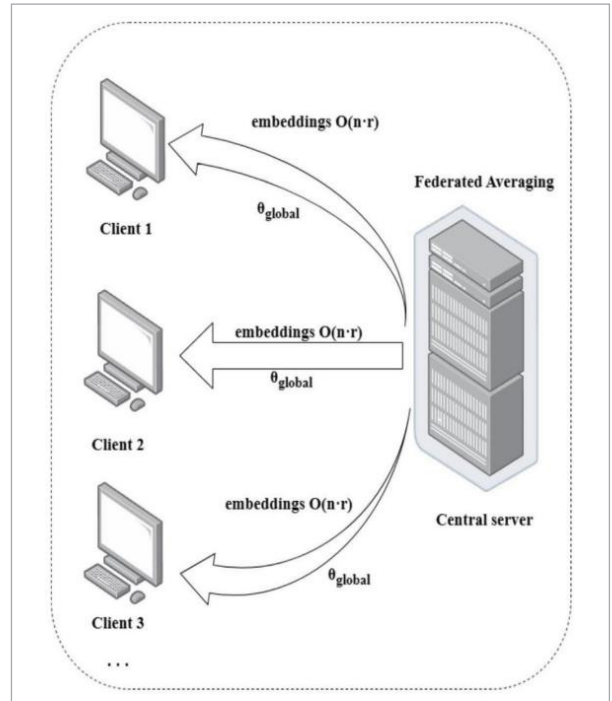 embeddings O(n·r)
θglobal
Client 1
Federated Averaging
embeddings O(n·r)
θglobal
Client 2
embeddings O(n·r)
θglobal
Central server
Client 3
...